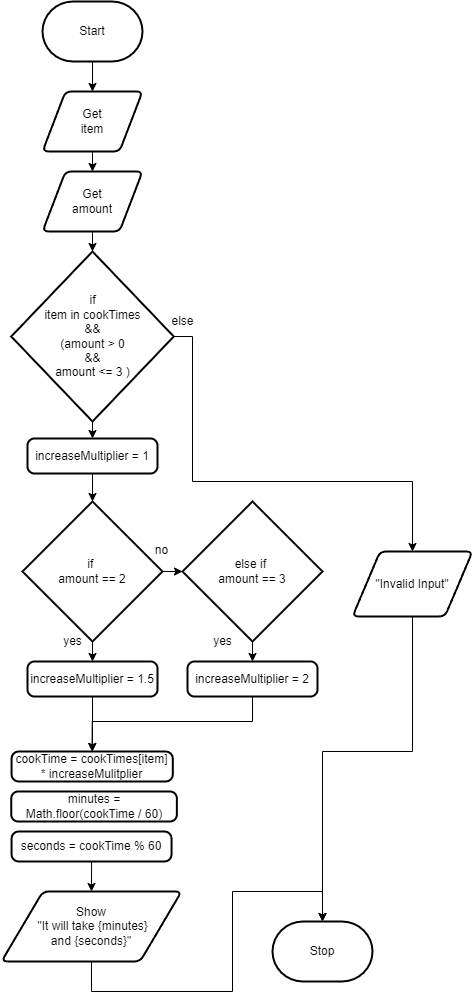 Start
Get
item
Get
amount
if
item in cookTimes
&&
(amount > 0
&&
amount <= 3 )
else
increaseMultiplier = 1
if
amount == 2
no
else if
amount == 3
"Invalid Input"
yes
yes
increaseMultiplier = 1.5
increaseMultiplier = 2
cookTime = cookTimes[item]
* increaseMulitplier
minutes =
Math.floor(cookTime / 60)
seconds = cookTime % 60
Show
"It will take {minutes}
and {seconds}"
Stop